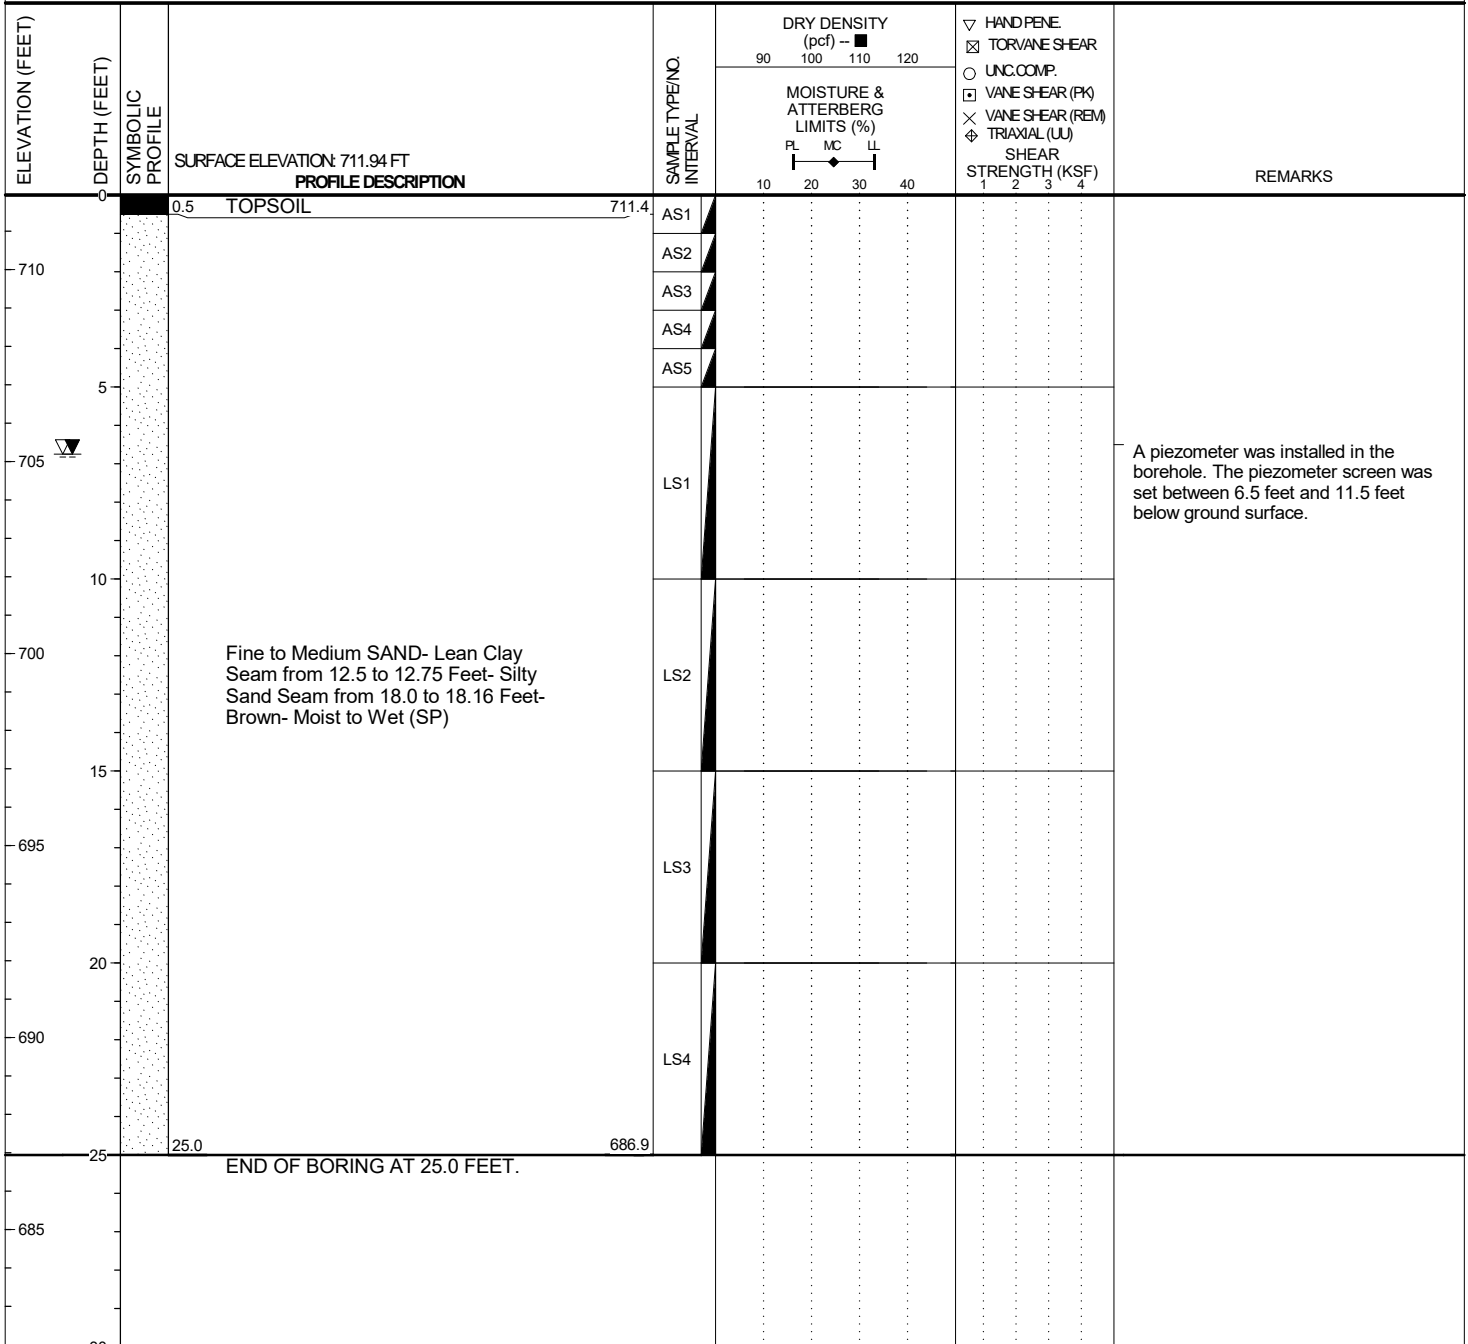 ELEVATION (FEET)
DEPTH (FEET)
SYMBOLIC
PROFILE
SURFACE ELEVATION: 711.94 FT
PROFILE DESCRIPTION
SAMPLE TYPE/NO.
INTERVAL
DRY DENSITY
(pcf) -- ■
90 100 110 120
MOISTURE &
ATTERBERG
LIMITS (%)
PL MC LL
10 20 30 40
HAND PENE.
TORVANE SHEAR
UNC.COMP.
VANE SHEAR (PK)
VANE SHEAR (REM)
TRIAXIAL (UU)
SHEAR
STRENGTH (KSF)
1 2 3 4
REMARKS
0
0.5 TOPSOIL 711.4
AS1
AS2
710
AS3
AS4
AS5
5
705
A piezometer was installed in the
borehole. The piezometer screen was
set between 6.5 feet and 11.5 feet
below ground surface.
LS1
10
700
Fine to Medium SAND- Lean Clay
Seam from 12.5 to 12.75 Feet- Silty
Sand Seam from 18.0 to 18.16 Feet-
Brown- Moist to Wet (SP)
LS2
15
695
LS3
20
690
LS4
25.0 686.9
25
END OF BORING AT 25.0 FEET.
685